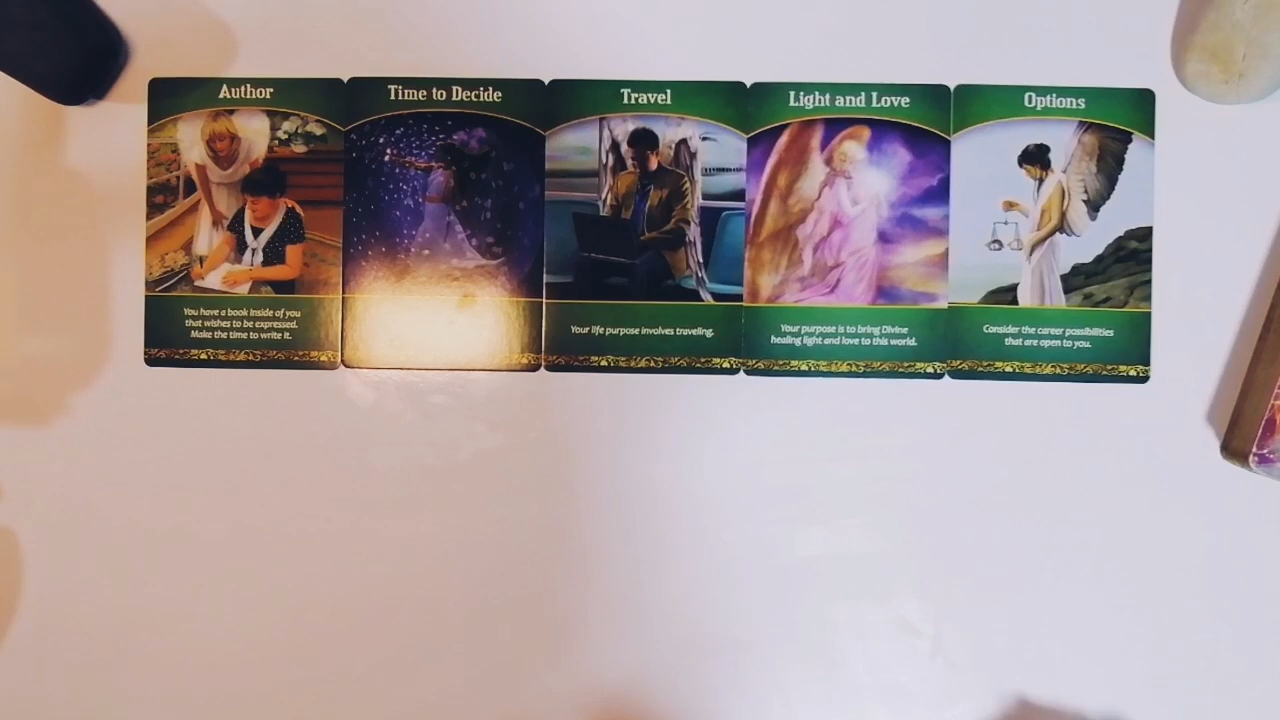 Author
You have a book inside of you
that wishes to be expressed.
Make the time to write it.
Time to Decide
Travel
Your life purpose involves traveling.
Light and Love
Your purpose is to bring Divine
healing light and love to this world.
Options
Consider the career possibilities
that are open to you.